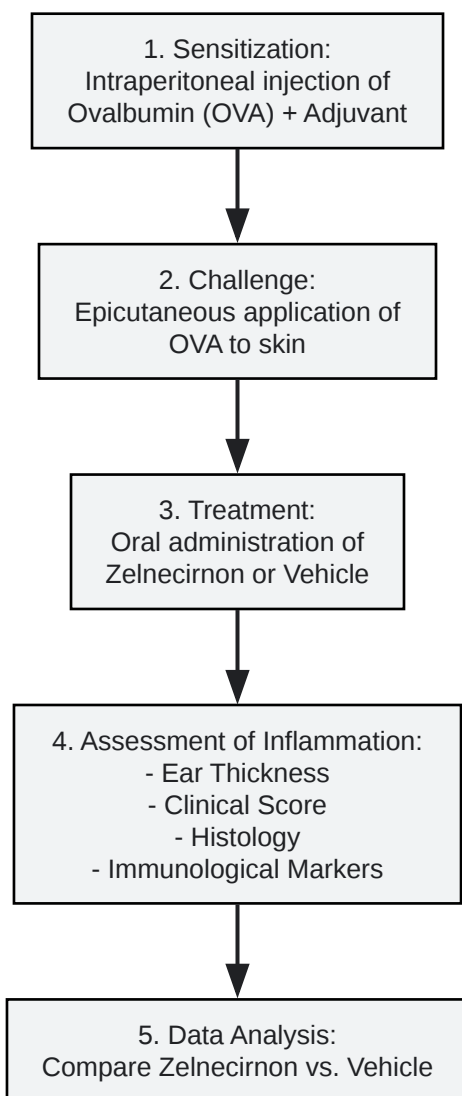 1. Sensitization:
Intraperitoneal injection of
Ovalbumin (OVA) + Adjuvant
2. Challenge:
Epicutaneous application of
OVA to skin
3. Treatment:
Oral administration of
Zelnecirnon or Vehicle
4. Assessment of Inflammation:
- Ear Thickness
- Clinical Score
- Histology
- Immunological Markers
5. Data Analysis:
Compare Zelnecirnon vs. Vehicle